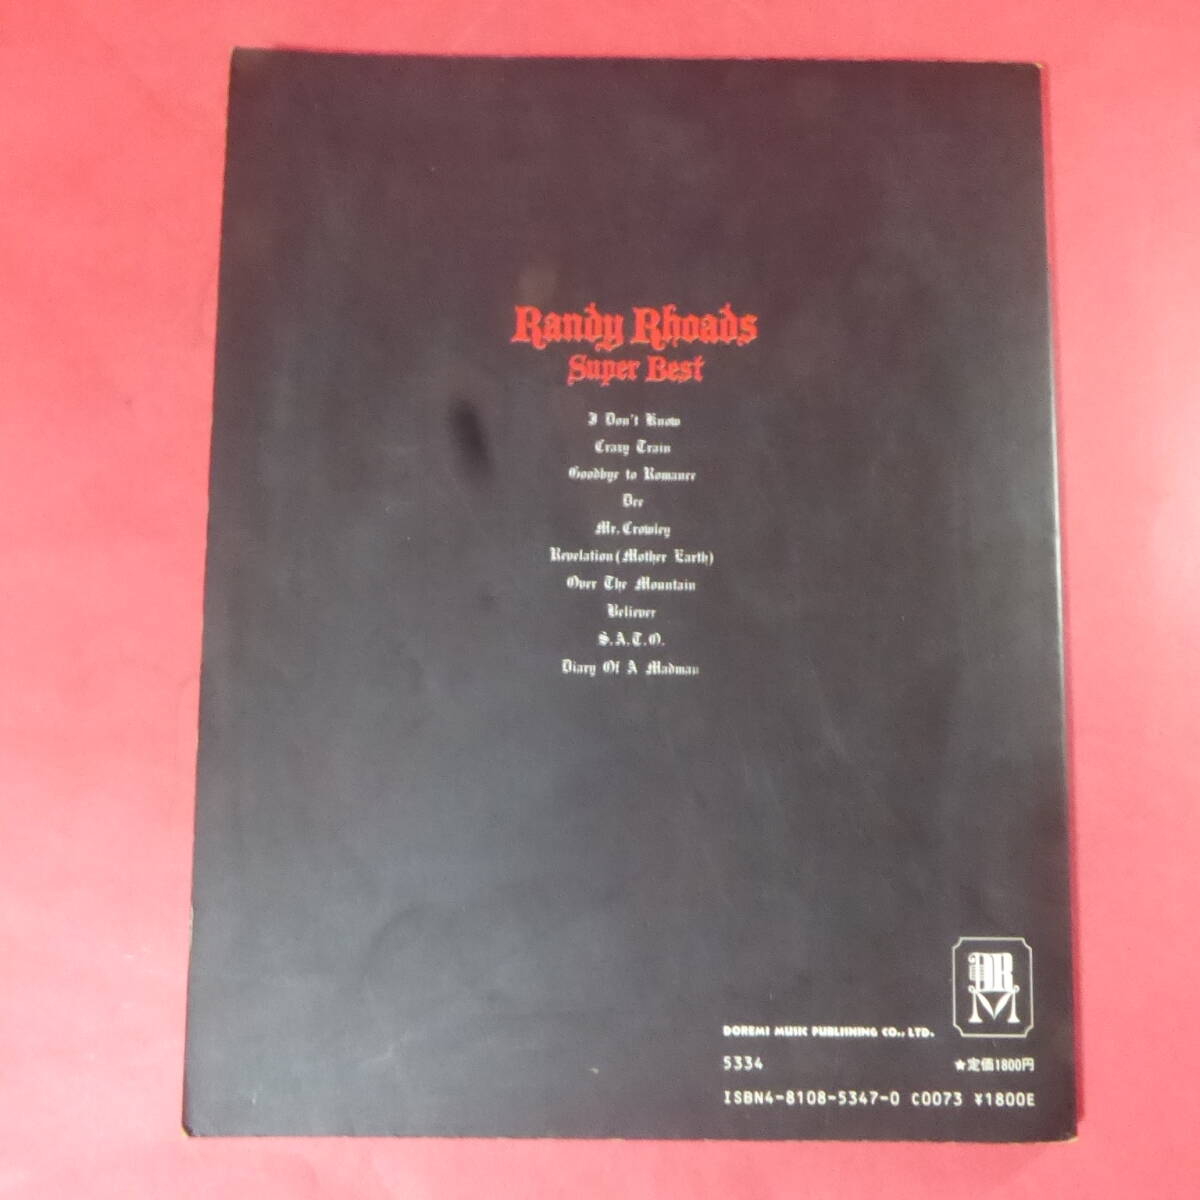 Randy Rhoads
Super Best
I Don't Know
Crazy Train
Goodbye to Romance
Dee
Mr. Crowley
Revelation (Mother Earth)
Over The Mountain
Believer
S.A.T.O.
Diary Of A Madman
DRM
DOREMI MUSIC PUBLISHING CO., LTD.
5334 ★定価1800円
ISBN4-8108-5347-0 C0073 ¥1800E